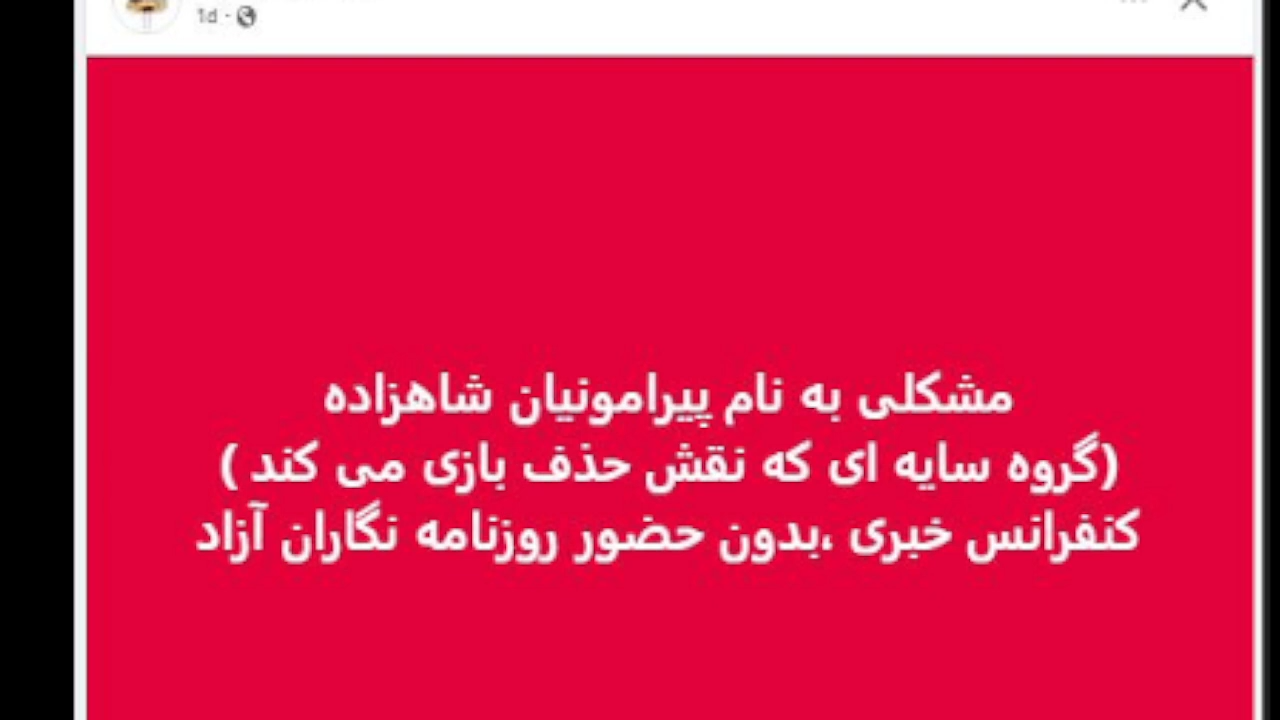 1d ·
مشکلی به نام پیرامونیان شاهزاده
(گروه سایه ای که نقش حذف بازی می کند )
کنفرانس خبری ،بدون حضور روزنامه نگاران آزاد